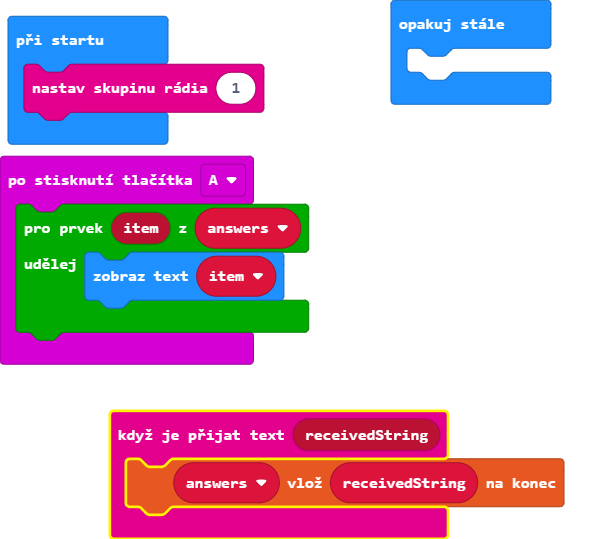 při startu
nastav skupinu rádia 1
opakuj stále
po stisknutí tlačítka A
pro prvek item z answers
udělej
zobraz text item
když je přijat text receivedString
answers vlož receivedString na konec